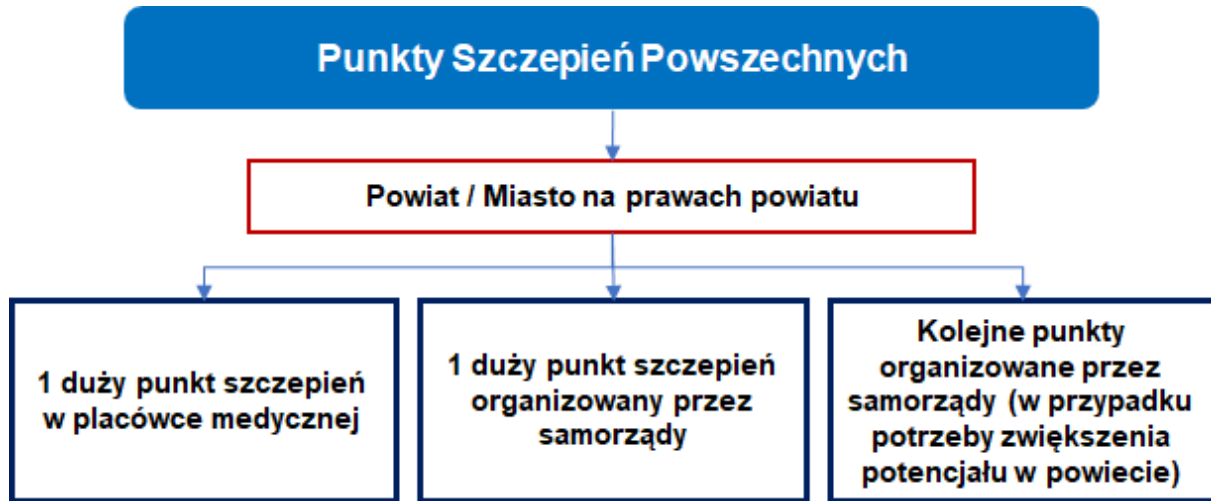 Punkty Szczepień Powszechnych
Powiat / Miasto na prawach powiatu
1 duży punkt szczepień
w placówce medycznej
1 duży punkt szczepień
organizowany przez
samorządy
Kolejne punkty
organizowane przez
samorządy (w przypadku
potrzeby zwiększenia
potencjału w powiecie)